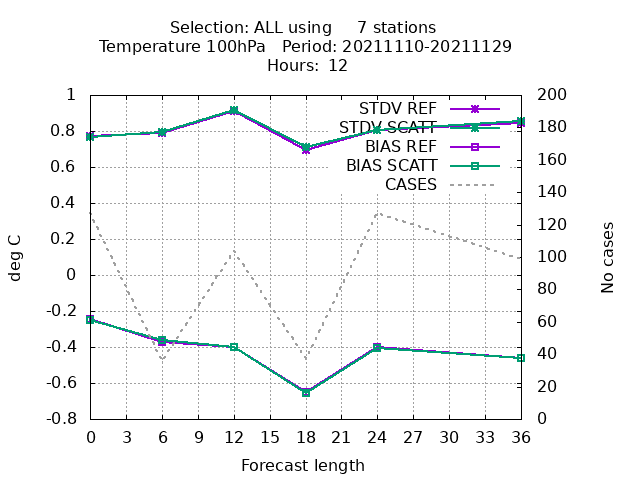 Selection: ALL using     7 stations
Temperature 100hPa   Period: 20211110-20211129
Hours: 12
STDV REF
STDV SCATT
BIAS REF
BIAS SCATT
CASES
1
0.8
0.6
0.4
0.2
0
-0.2
-0.4
-0.6
-0.8
deg C
200
180
160
140
120
100
80
60
40
20
0
No cases
0 3 6 9 12 15 18 21 24 27 30 33 36
Forecast length